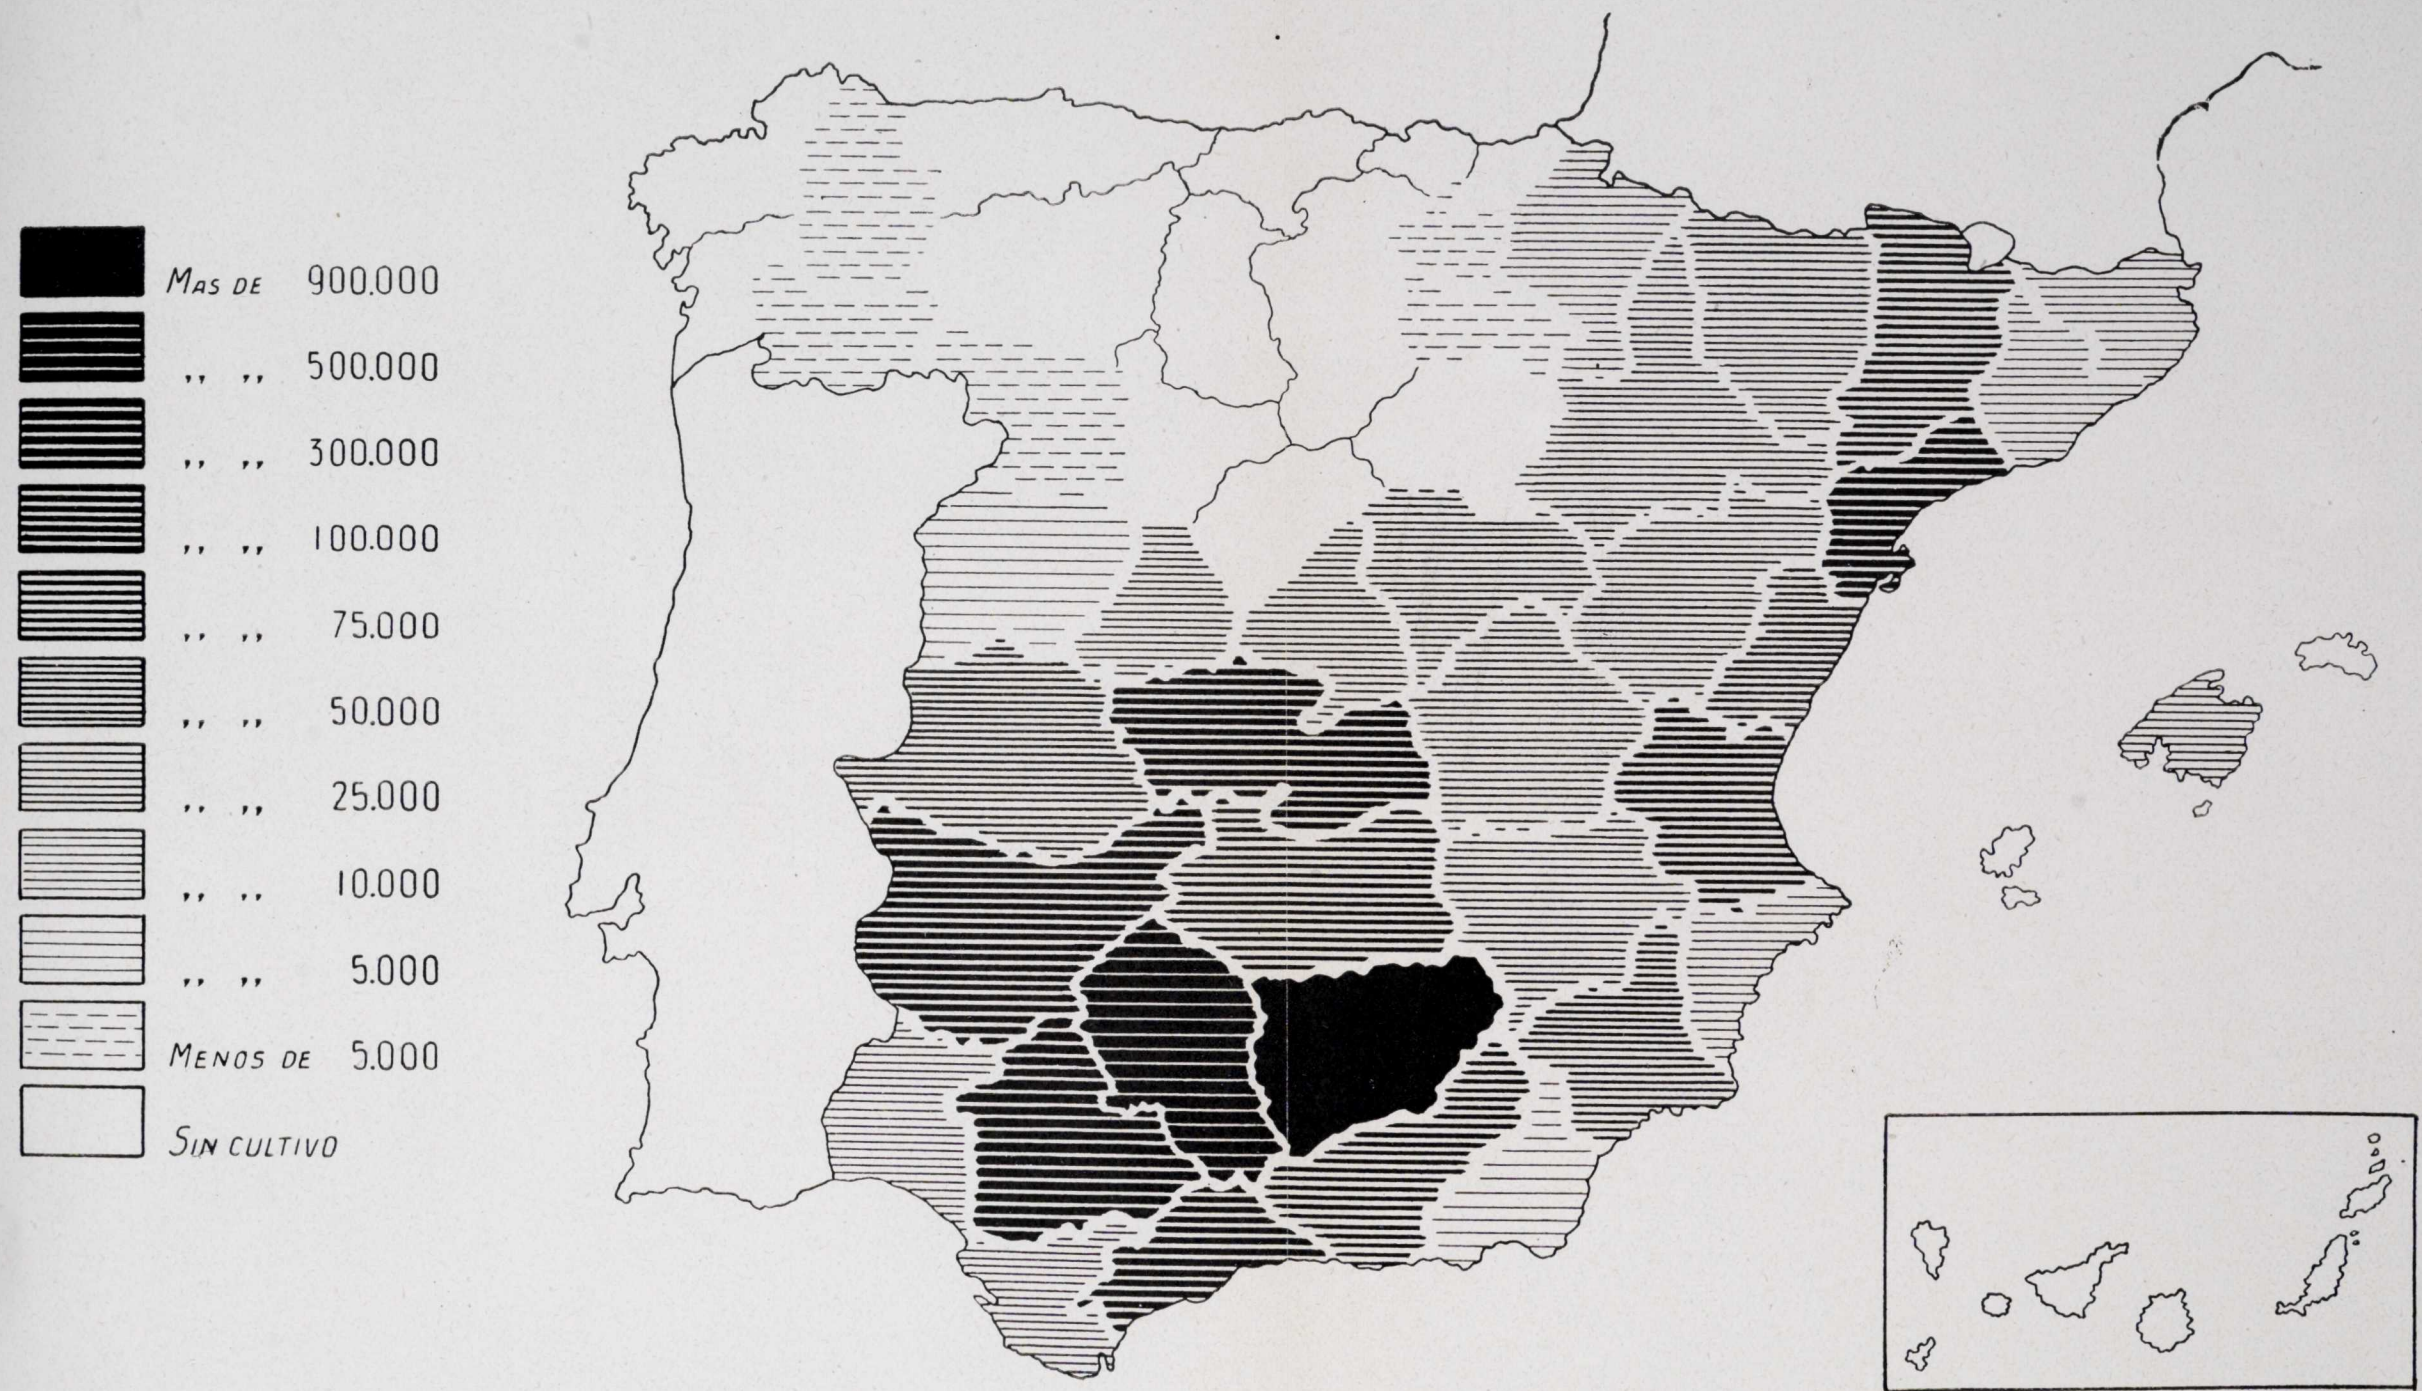 MAS DE 900.000
,, ,, 500.000
,, ,, 300.000
,, ,, 100.000
,, ,, 75.000
,, ,, 50.000
,, ,, 25.000
,, ,, 10.000
,, ,, 5.000
MENOS DE 5.000
SIN CULTIVO